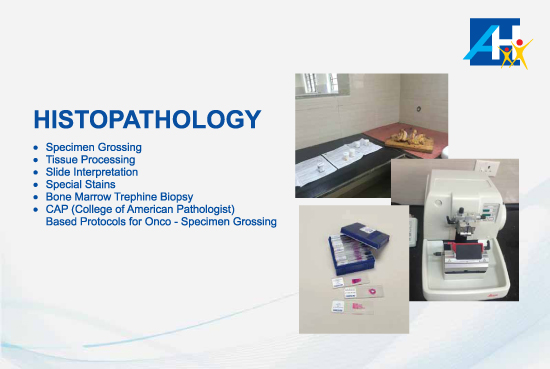 AH
HISTOPATHOLOGY
• Specimen Grossing
• Tissue Processing
• Slide Interpretation
• Special Stains
• Bone Marrow Trephine Biopsy
• CAP (College of American Pathologist)
Based Protocols for Onco - Specimen Grossing